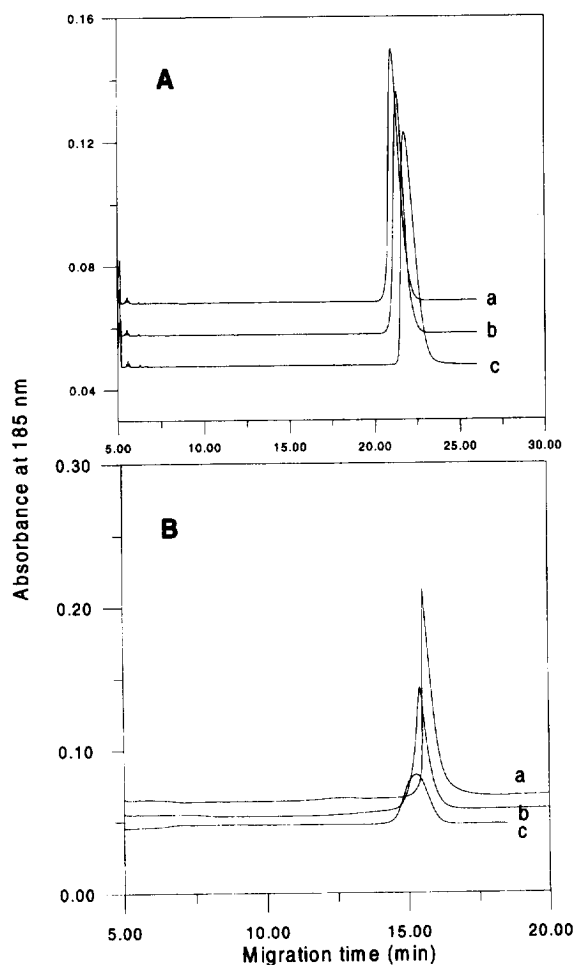 0.16
A
0.12
0.08
a
b
0.04
c
5.00 10.00 15.00 20.00 25.00 30.00
Absorbance at 185 nm
0.30
B
0.20
0.10
a
b
c
0.00
5.00 10.00 15.00 20.00
Migration time (min)